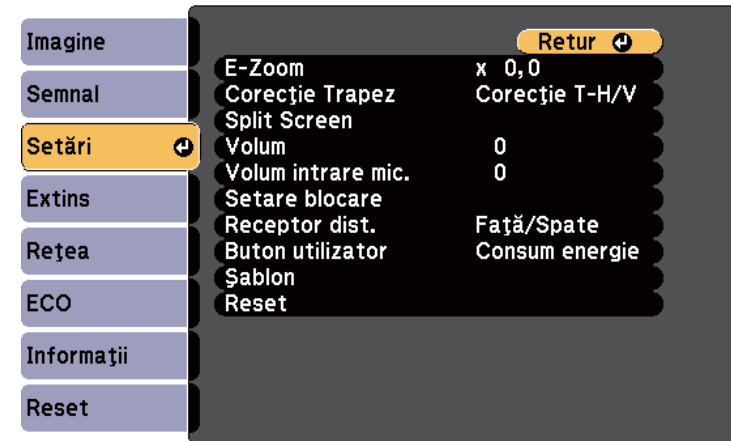 Imagine
Semnal
Setări
Extins
Reţea
ECO
Informaţii
Reset
Retur
E-Zoom x 0,0
Corecţie Trapez Corecţie T-H/V
Split Screen
Volum 0
Volum intrare mic. 0
Setare blocare
Receptor dist. Faţă/Spate
Buton utilizator Consum energie
Şablon
Reset